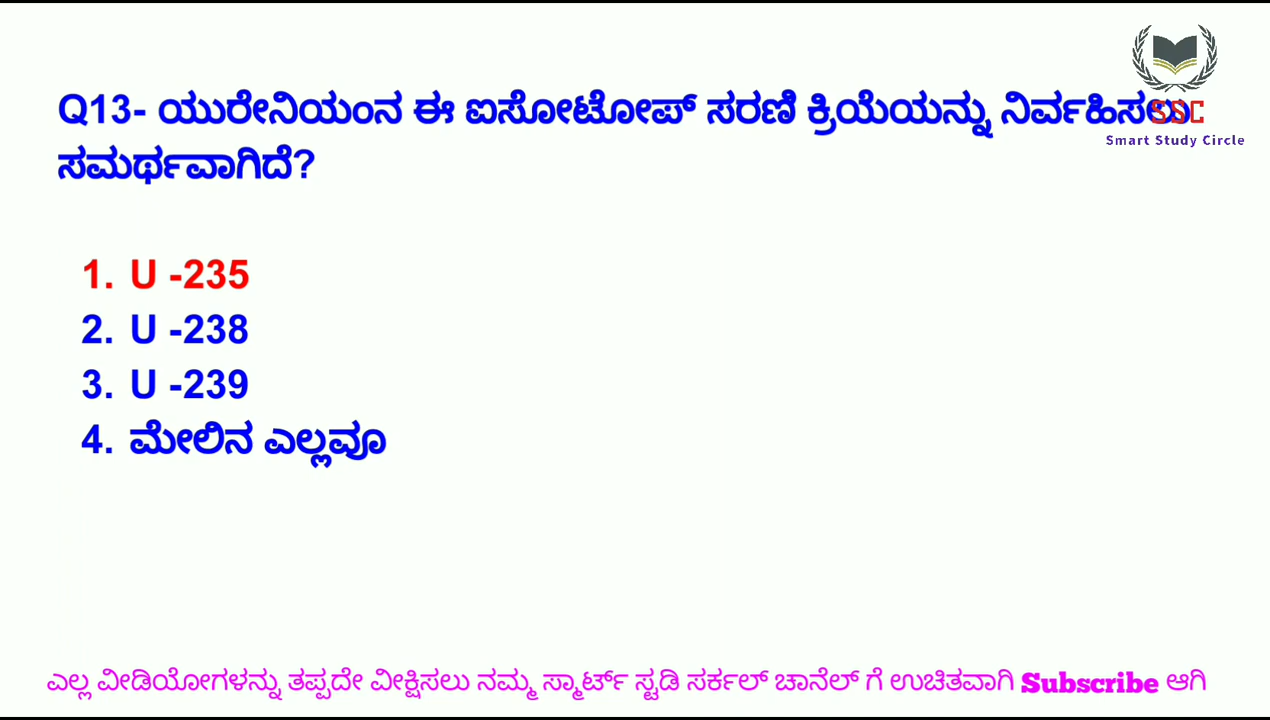 Q13- ಯುರೇನಿಯಂನ ಈ ಐಸೋಟೋಪ್ ಸರಣಿ ಕ್ರಿಯೆಯನ್ನು ನಿರ್ವಹಿಸಲು
SSC
Smart Study Circle
ಸಮರ್ಥವಾಗಿದೆ?
1. U -235
2. U -238
3. U -239
4. ಮೇಲಿನ ಎಲ್ಲವೂ
ಎಲ್ಲ ವೀಡಿಯೋಗಳನ್ನು ತಪ್ಪದೇ ವೀಕ್ಷಿಸಲು ನಮ್ಮ ಸ್ಮಾರ್ಟ್ ಸ್ಟಡಿ ಸರ್ಕಲ್ ಚಾನೆಲ್ ಗೆ ಉಚಿತವಾಗಿ Subscribe ಆಗಿ